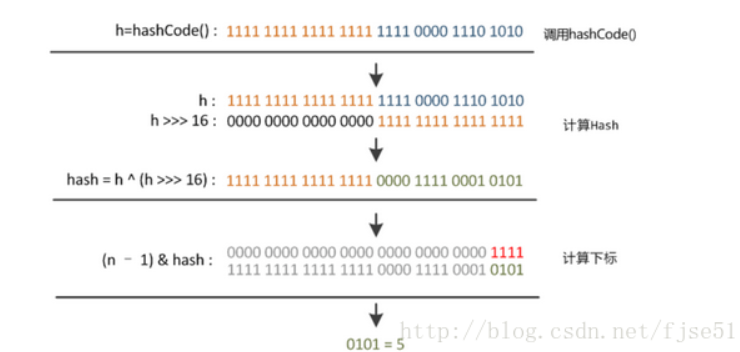 h=hashCode() : 1111 1111 1111 1111 1111 0000 1110 1010 调用hashCode()
h : 1111 1111 1111 1111 1111 0000 1110 1010
h >>> 16 : 0000 0000 0000 0000 1111 1111 1111 1111 计算Hash
hash = h ^ (h >>> 16) : 1111 1111 1111 1111 0000 1111 0001 0101
(n – 1) & hash : 0000 0000 0000 0000 0000 0000 0000 1111 计算下标
1111 1111 1111 1111 0000 1111 0001 0101
0101 = 5
http://blog.csdn.net/fjse51